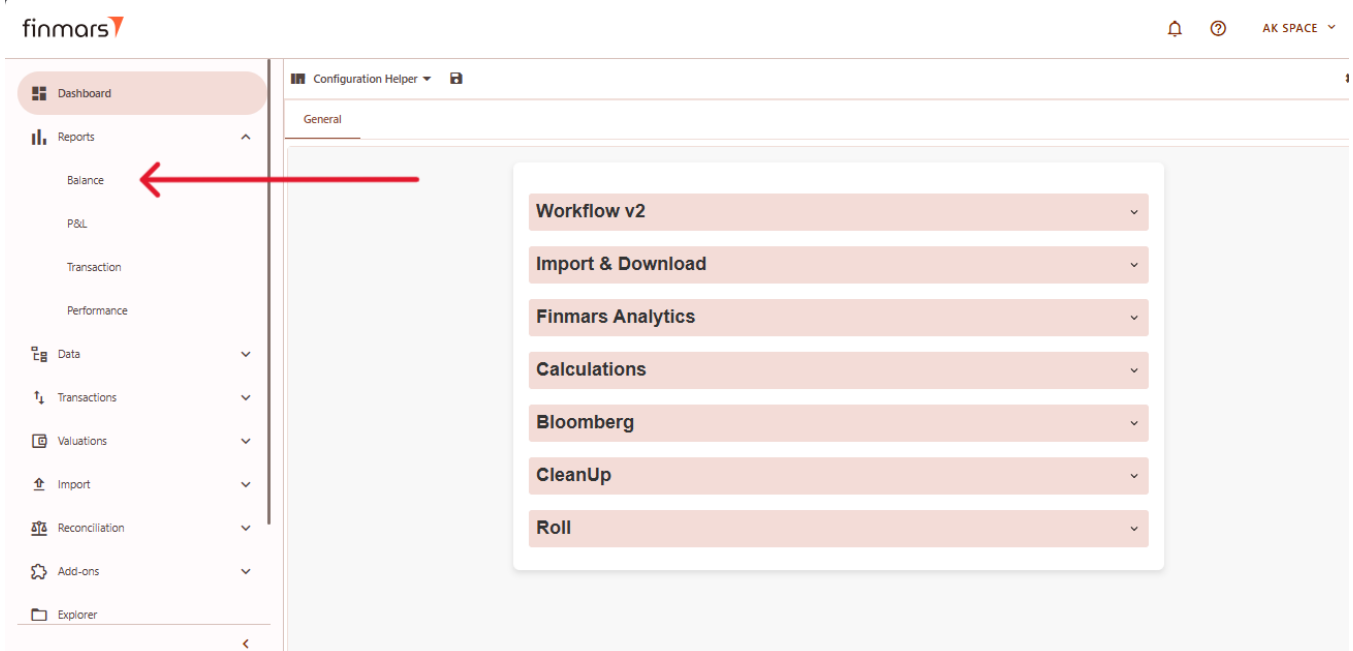 finmars
AK SPACE
Dashboard
Reports
Balance
P&L
Transaction
Performance
Data
Transactions
Valuations
Import
Reconciliation
Add-ons
Explorer
Configuration Helper
General
Workflow v2
Import & Download
Finmars Analytics
Calculations
Bloomberg
CleanUp
Roll